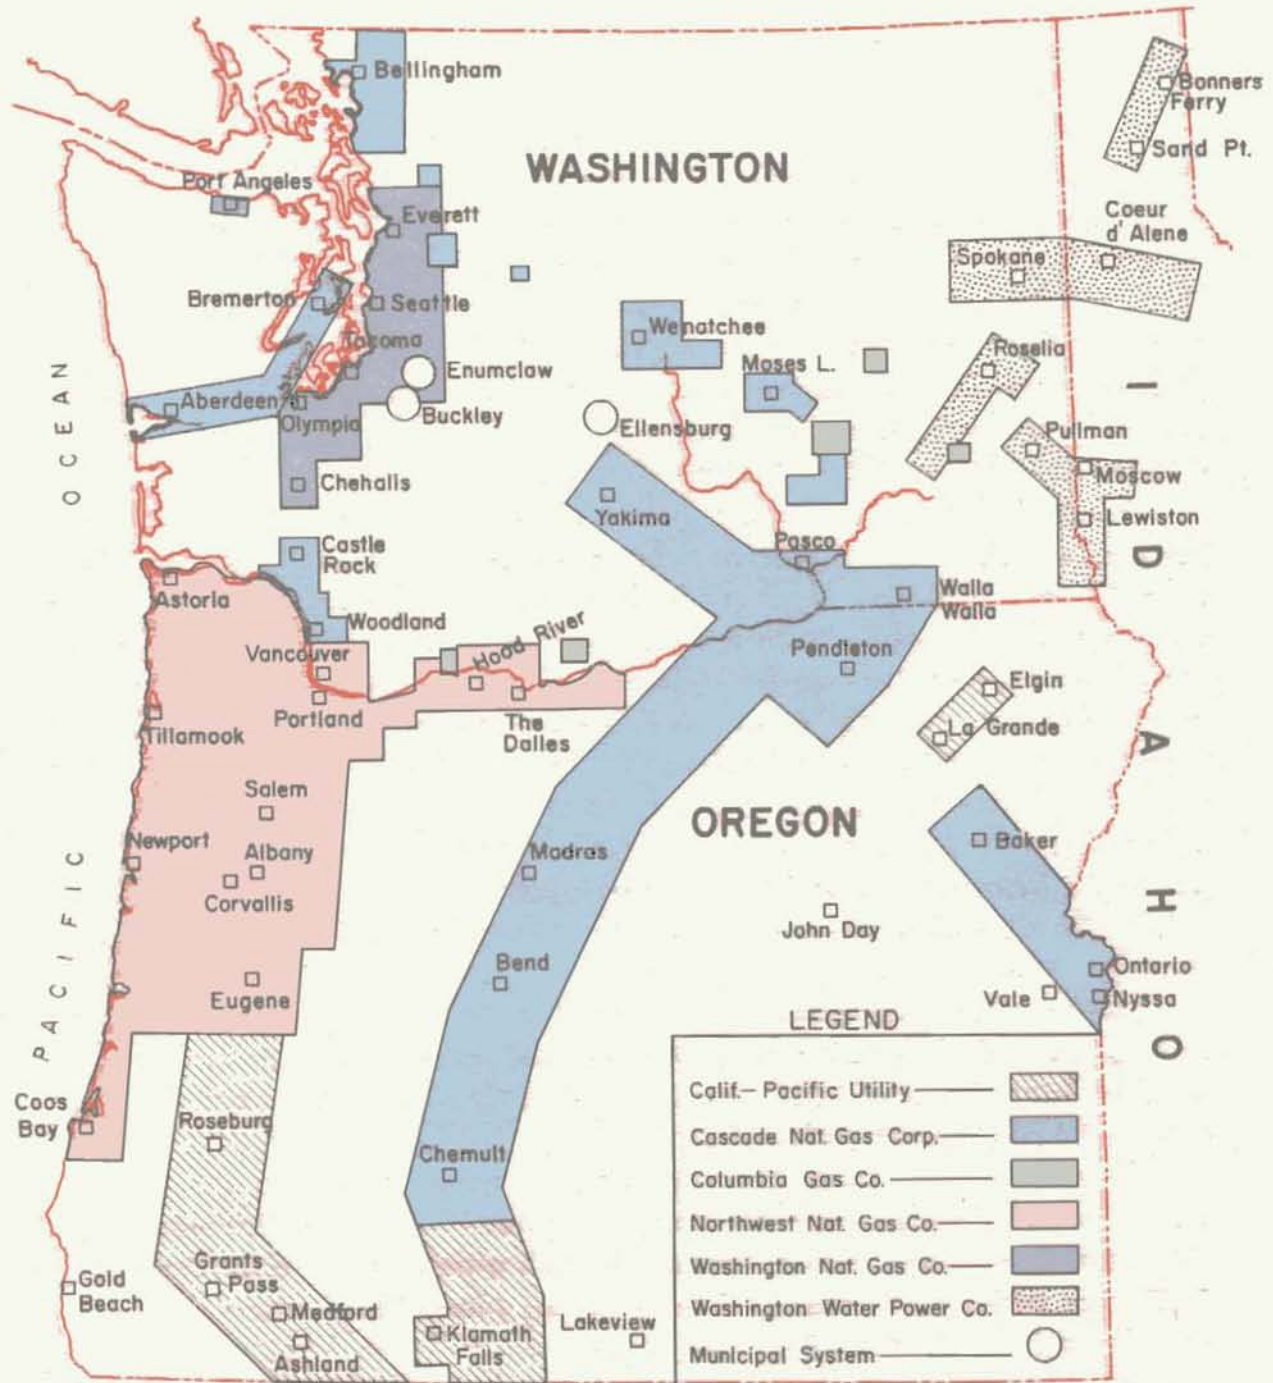 Bellingham
Bonners
Ferry
WASHINGTON
Sand Pt.
Port Angeles
Coeur
d' Alene
Everett
Spokane
Bremerton
Seattle
Wenatchee
Tacoma
Roselia
Enumclaw
Moses L.
Aberdeen
Buckley
Olympia
Ellensburg
Pullman
Moscow
Chehalis
Yakima
Lewiston
Castle
Rock
Pasco
Astoria
Walla
Walla
Woodland
Hood River
Vancouver
Pendleton
Elgin
Portland
The
Dalles
Tillamook
La Grande
Salem
OREGON
Newport
Albany
Baker
Madras
Corvallis
John Day
Bend
Ontario
Eugene
Vale
Nyssa
Coos
Bay
Roseburg
Chemult
Grants
Pass
Gold
Beach
Medford
Ashland
Klamath
Falls
Lakeview
PACIFIC
OCEAN
IDAHO
LEGEND
Calif.- Pacific Utility
Cascade Nat. Gas Corp.
Columbia Gas Co.
Northwest Nat. Gas Co.
Washington Nat. Gas Co.
Washington Water Power Co.
Municipal System